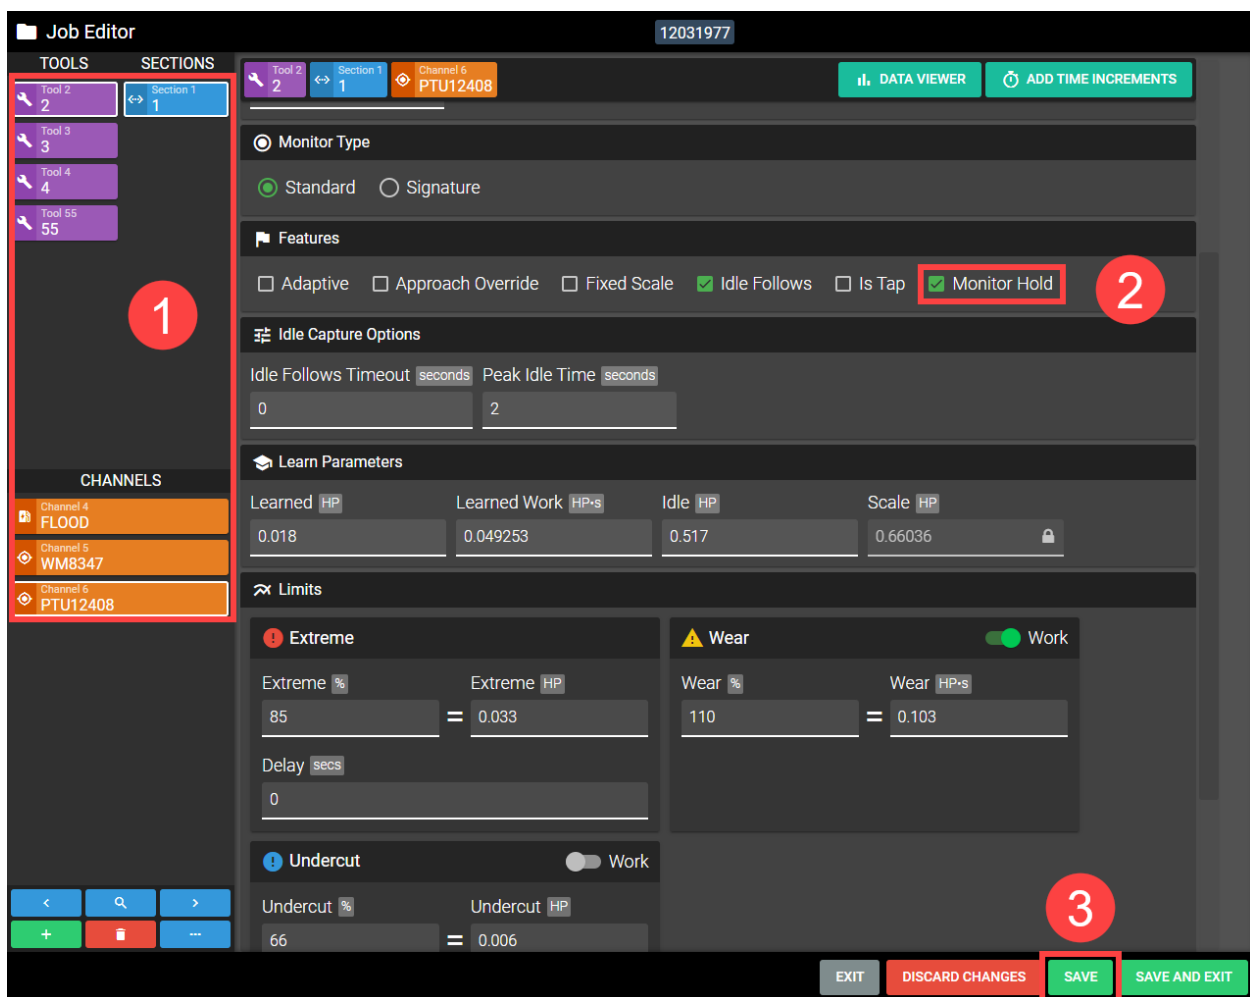 Job Editor
12031977
TOOLS SECTIONS
Tool 2
2
Section 1
1
Tool 3
3
Tool 4
4
Tool 55
55
1
CHANNELS
Channel 4
FLOOD
Channel 5
WM8347
Channel 6
PTU12408
Tool 2
2
Section 1
1
Channel 6
PTU12408
DATA VIEWER
ADD TIME INCREMENTS
Monitor Type
Standard Signature
Features
Adaptive Approach Override Fixed Scale Idle Follows Is Tap Monitor Hold
2
Idle Capture Options
Idle Follows Timeout seconds Peak Idle Time seconds
0 2
Learn Parameters
Learned HP Learned Work HP•s Idle HP Scale HP
0.018 0.049253 0.517 0.66036
Limits
Extreme
Extreme % Extreme HP
85 = 0.033
Delay secs
0
Wear Work
Wear % Wear HP•s
110 = 0.103
Undercut Work
Undercut % Undercut HP
66 = 0.006
3
EXIT DISCARD CHANGES SAVE SAVE AND EXIT